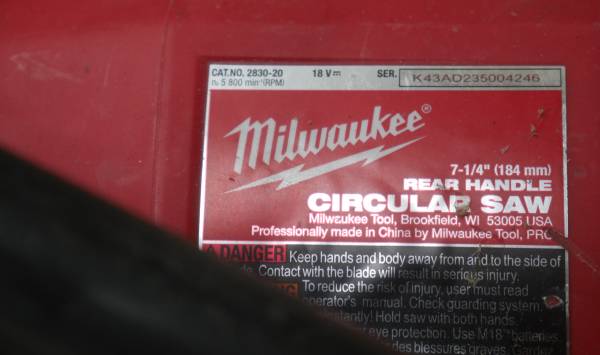 CAT.NO. 2830-20 18 V⎓ SER. K43AD235004246
n₀ 5 800 min⁻¹(RPM)
Milwaukee®
7-1/4" (184 mm)
REAR HANDLE
CIRCULAR SAW
Milwaukee Tool, Brookfield, WI 53005 USA
Professionally made in China by Milwaukee Tool, PRC
DANGER Keep hands and body away from and to the side of
Contact with the blade will result in serious injury.
To reduce the risk of injury, user must read
operator's manual. Check guarding system.
Hold saw with both hands.
eye protection. Use M18™ batteries
des blessures graves.